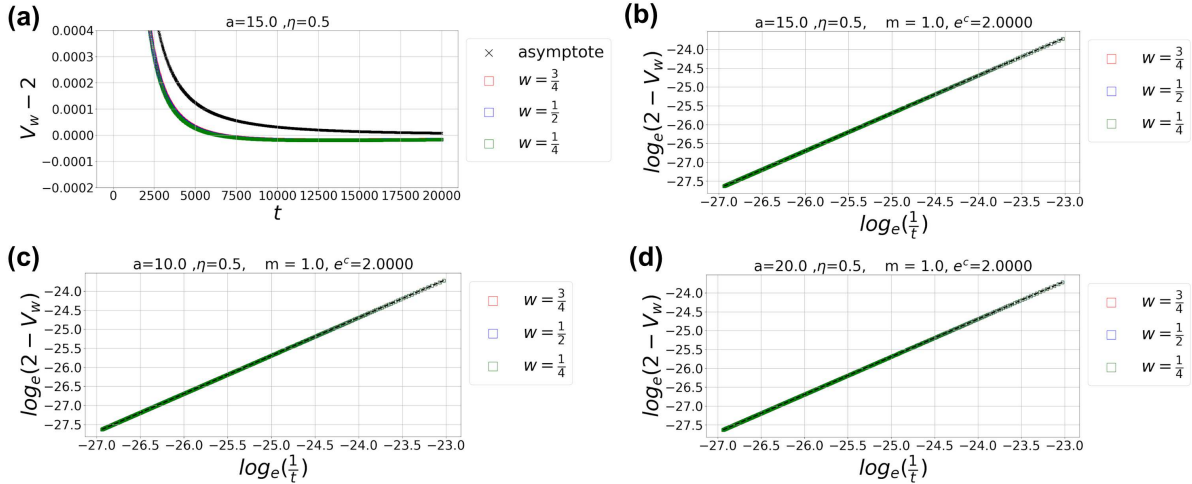 (a)
a=15.0 ,η=0.5
V_w − 2
0.0004
0.0003
0.0002
0.0001
0.0000
−0.0001
−0.0002
0 2500 5000 7500 10000 12500 15000 17500 20000
t
asymptote
w = 3/4
w = 1/2
w = 1/4
(b)
a=15.0 ,η=0.5, m = 1.0, e^c=2.0000
log_e(2 − V_w)
−24.0
−24.5
−25.0
−25.5
−26.0
−26.5
−27.0
−27.5
−27.0 −26.5 −26.0 −25.5 −25.0 −24.5 −24.0 −23.5 −23.0
log_e(1/t)
w = 3/4
w = 1/2
w = 1/4
(c)
a=10.0 ,η=0.5, m = 1.0, e^c=2.0000
log_e(2 − V_w)
−24.0
−24.5
−25.0
−25.5
−26.0
−26.5
−27.0
−27.5
−27.0 −26.5 −26.0 −25.5 −25.0 −24.5 −24.0 −23.5 −23.0
log_e(1/t)
w = 3/4
w = 1/2
w = 1/4
(d)
a=20.0 ,η=0.5, m = 1.0, e^c=2.0000
log_e(2 − V_w)
−24.0
−24.5
−25.0
−25.5
−26.0
−26.5
−27.0
−27.5
−27.0 −26.5 −26.0 −25.5 −25.0 −24.5 −24.0 −23.5 −23.0
log_e(1/t)
w = 3/4
w = 1/2
w = 1/4